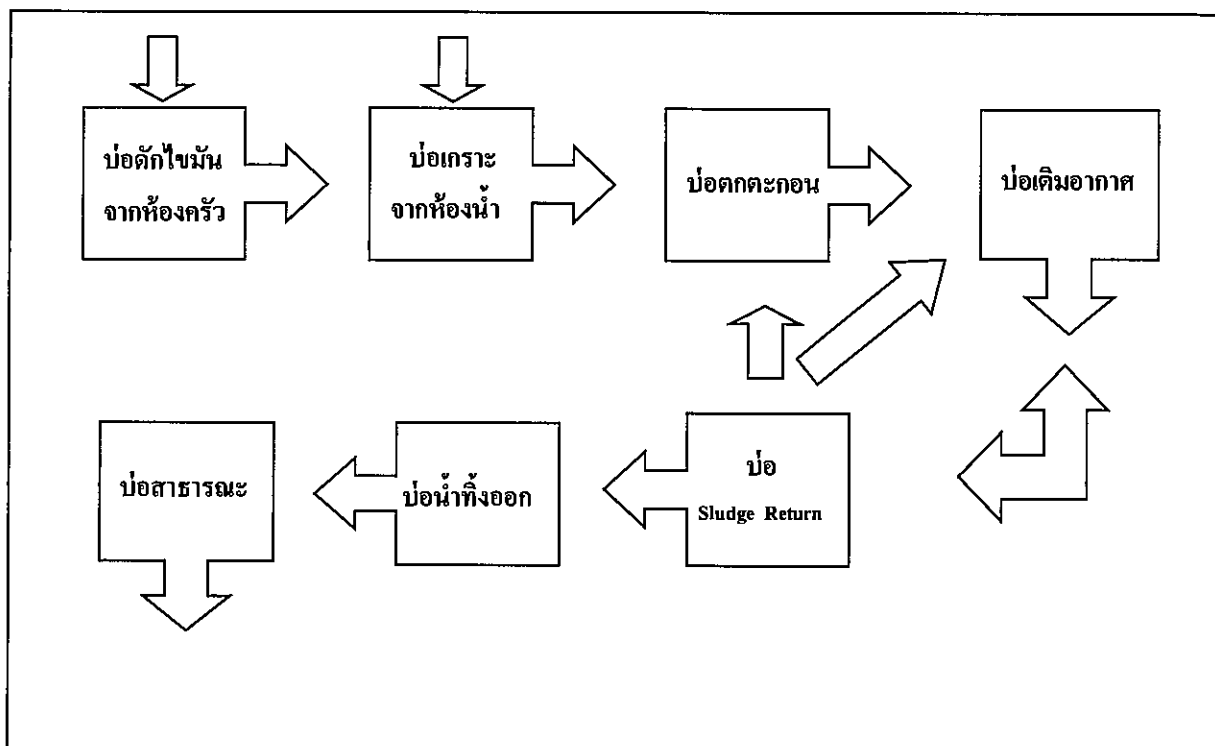 บ่อดักไขมัน
จากห้องครัว
บ่อเกราะ
จากห้องน้ำ
บ่อตกตะกอน
บ่อเติมอากาศ
บ่อสาธารณะ
บ่อน้ำทิ้งออก
บ่อ
Sludge Return